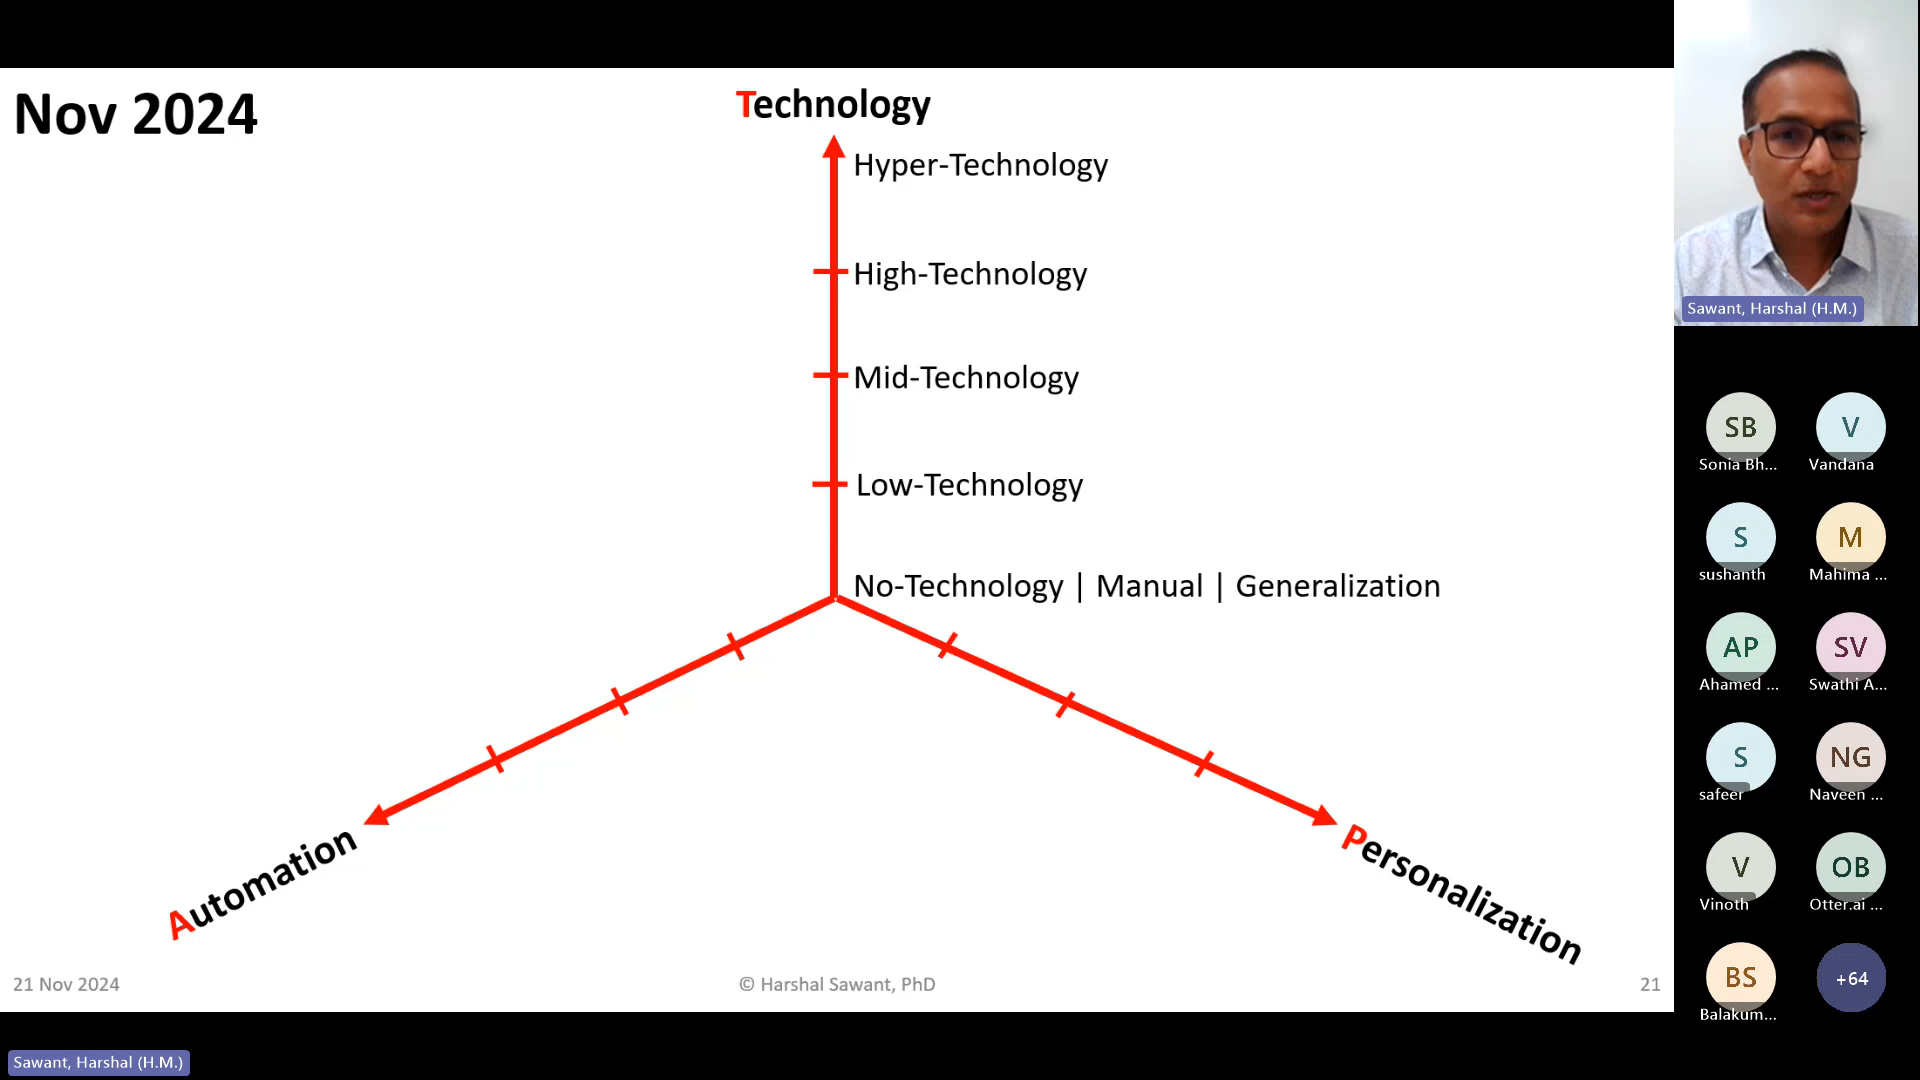 Nov 2024
Technology
Hyper-Technology
High-Technology
Mid-Technology
Low-Technology
No-Technology | Manual | Generalization
Automation
Personalization
21 Nov 2024
© Harshal Sawant, PhD
21
Sawant, Harshal (H.M.)
SB
Sonia Bh...
V
Vandana
S
sushanth
M
Mahima ...
AP
Ahamed ...
SV
Swathi A...
S
safeer
NG
Naveen ...
V
Vinoth
OB
Otter.ai ...
BS
Balakum...
+64
Sawant, Harshal (H.M.)